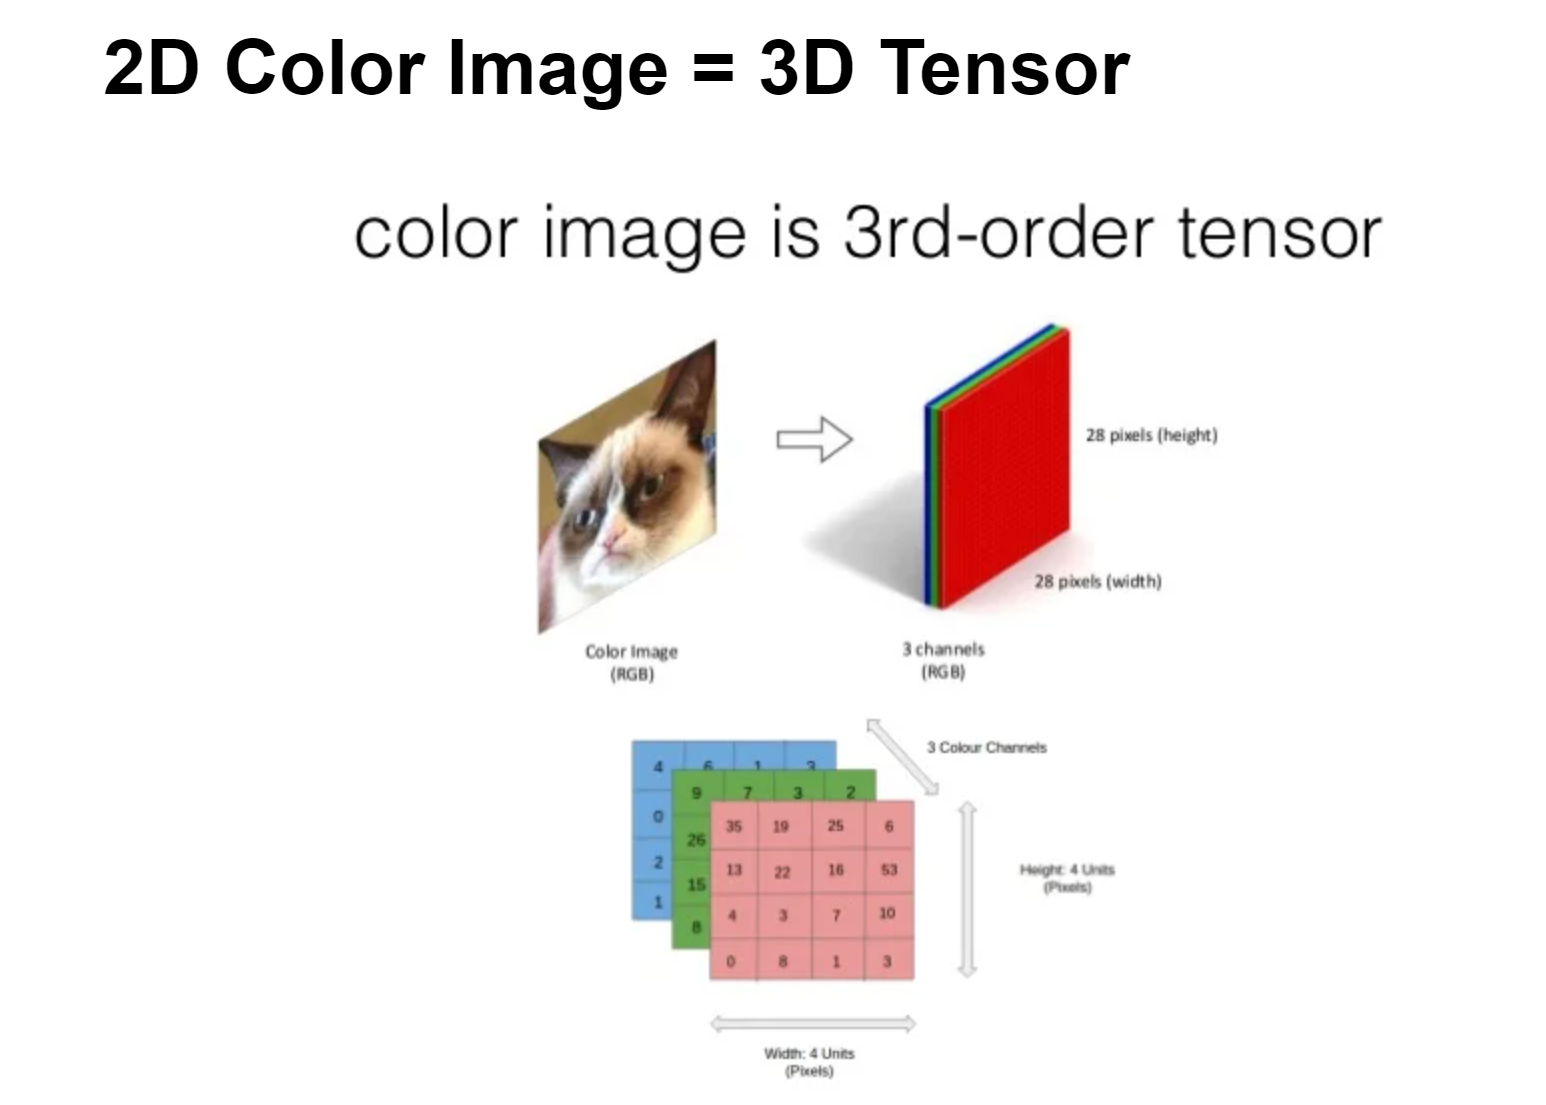 2D Color Image = 3D Tensor
color image is 3rd-order tensor
28 pixels (height)
28 pixels (width)
Color Image
(RGB)
3 channels
(RGB)
3 Colour Channels
4 6 1 3
0
2
1
9 7 3 2
26
15
8
35 19 25 6
13 22 16 53
4 3 7 10
0 8 1 3
Height: 4 Units
(Pixels)
Width: 4 Units
(Pixels)